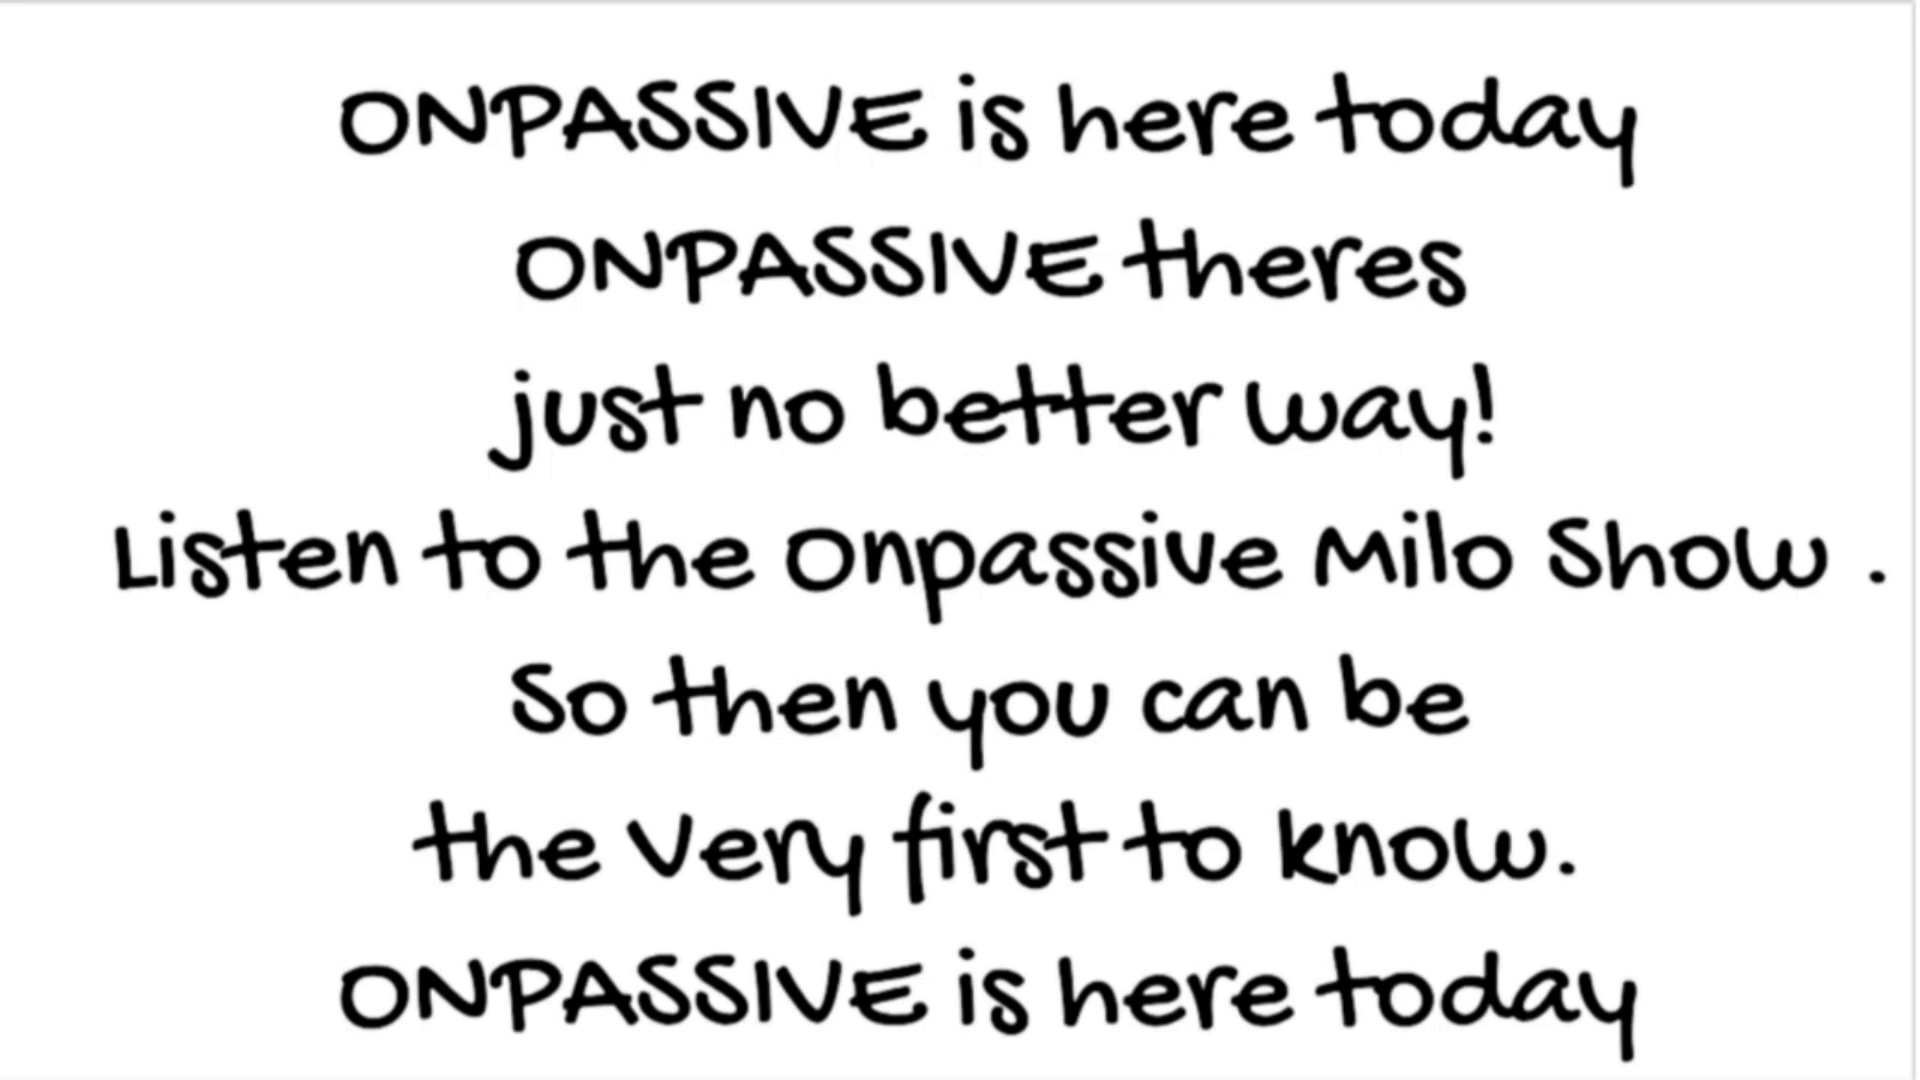 ONPASSIVE is here today
ONPASSIVE theres
just no better way!
Listen to the Onpassive Milo Show .
So then you can be
the very first to know.
ONPASSIVE is here today